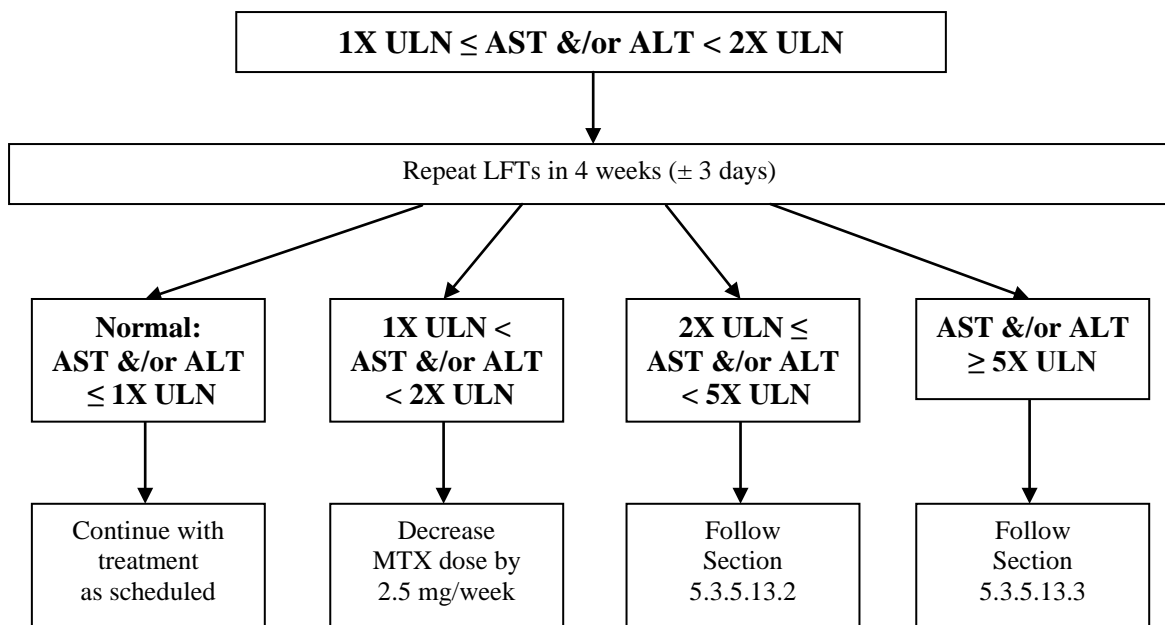 1X ULN ≤ AST &/or ALT < 2X ULN
Repeat LFTs in 4 weeks (± 3 days)
Normal:
AST &/or ALT
≤ 1X ULN
1X ULN <
AST &/or ALT
< 2X ULN
2X ULN ≤
AST &/or ALT
< 5X ULN
AST &/or ALT
≥ 5X ULN
Continue with
treatment
as scheduled
Decrease
MTX dose by
2.5 mg/week
Follow
Section
5.3.5.13.2
Follow
Section
5.3.5.13.3